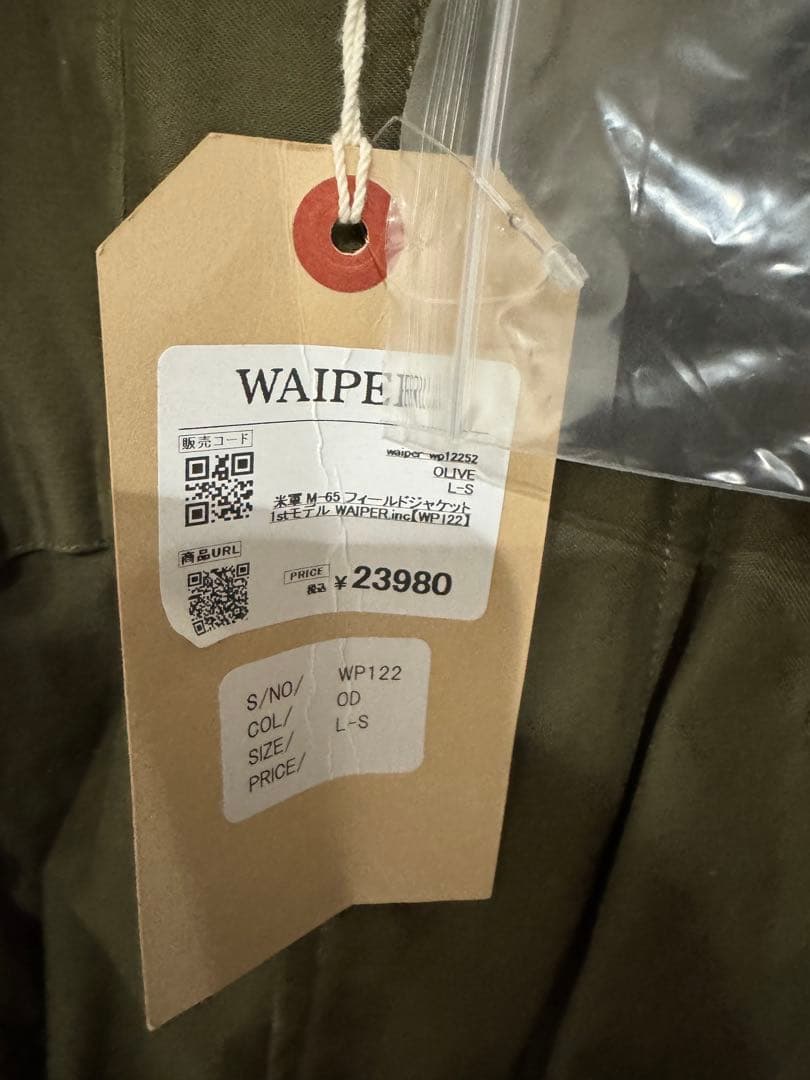 WAIPER
販売コード
waiper wp12252
OLIVE
L-S
米軍 M-65 フィールドジャケット
1stモデル WAIPER.inc【WP122】
商品URL
PRICE
税込 ¥23980
S/NO/ WP122
COL/ OD
SIZE/ L-S
PRICE/